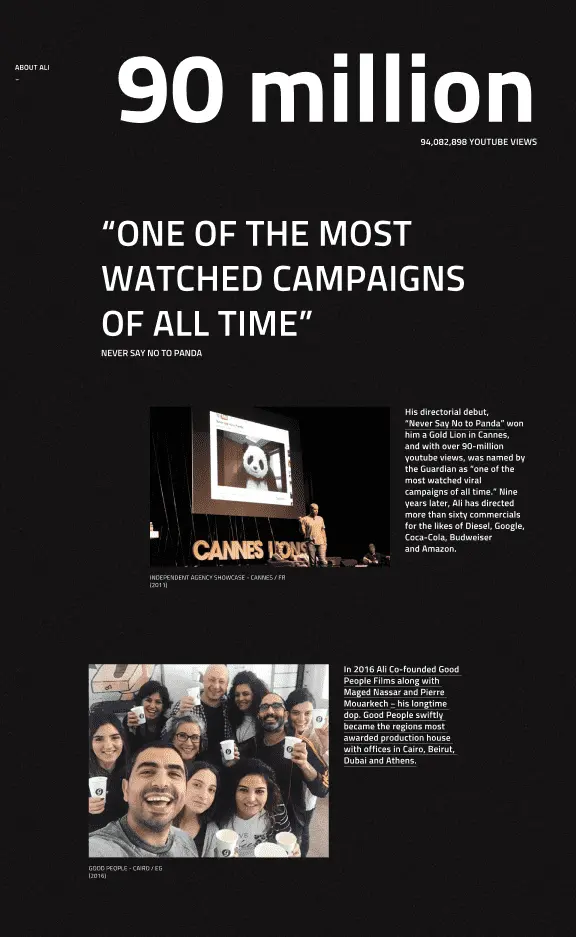 ABOUT ALI
–
90 million
94,082,898 YOUTUBE VIEWS
“ONE OF THE MOST
WATCHED CAMPAIGNS
OF ALL TIME”
NEVER SAY NO TO PANDA
His directorial debut,
“Never Say No to Panda” won
him a Gold Lion in Cannes,
and with over 90-million
youtube views, was named by
the Guardian as “one of the
most watched viral
campaigns of all time.” Nine
years later, Ali has directed
more than sixty commercials
for the likes of Diesel, Google,
Coca-Cola, Budweiser
and Amazon.
CANNES LIONS
INDEPENDENT AGENCY SHOWCASE - CANNES / FR
(2011)
In 2016 Ali Co-founded Good
People Films along with
Maged Nassar and Pierre
Mouarkech – his longtime
dop. Good People swiftly
became the regions most
awarded production house
with offices in Cairo, Beirut,
Dubai and Athens.
GOOD PEOPLE - CAIRO / EG
(2016)